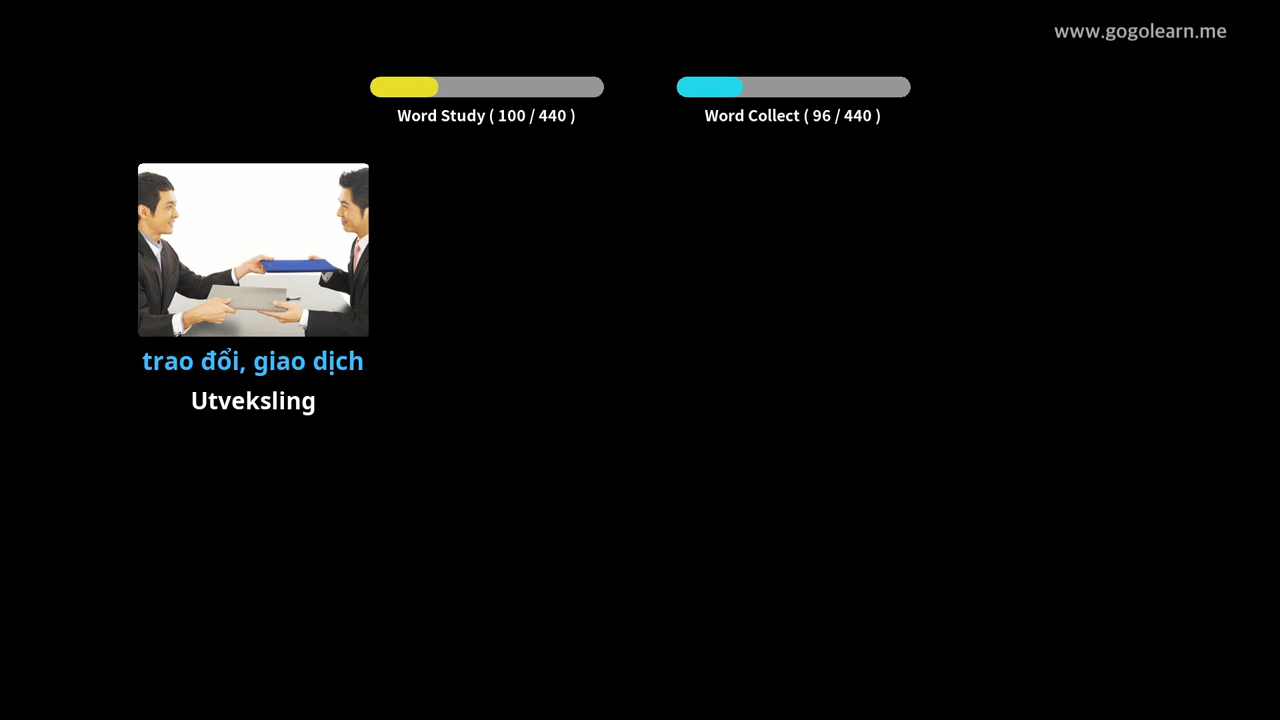 www.gogolearn.me
Word Study ( 100 / 440 )
Word Collect ( 96 / 440 )
trao đổi, giao dịch
Utveksling